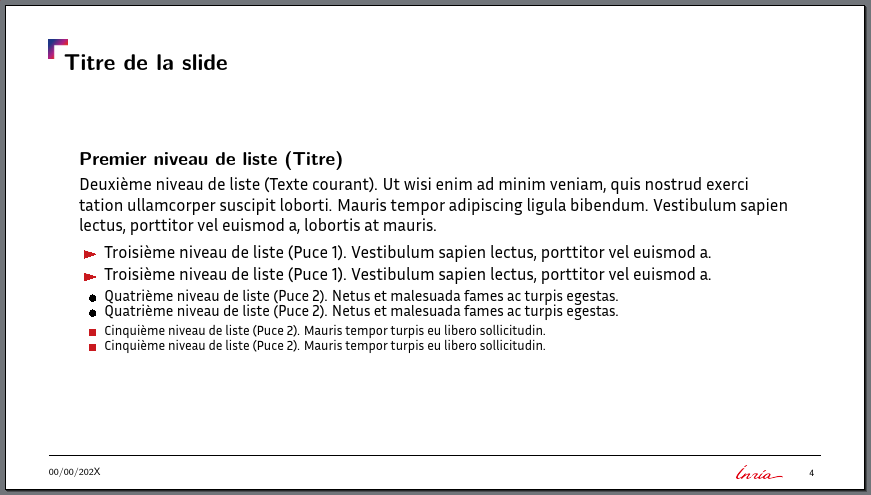 Titre de la slide
Premier niveau de liste (Titre)
Deuxième niveau de liste (Texte courant). Ut wisi enim ad minim veniam, quis nostrud exerci
tation ullamcorper suscipit loborti. Mauris tempor adipiscing ligula bibendum. Vestibulum sapien
lectus, porttitor vel euismod a, lobortis at mauris.
Troisième niveau de liste (Puce 1). Vestibulum sapien lectus, porttitor vel euismod a.
Troisième niveau de liste (Puce 1). Vestibulum sapien lectus, porttitor vel euismod a.
Quatrième niveau de liste (Puce 2). Netus et malesuada fames ac turpis egestas.
Quatrième niveau de liste (Puce 2). Netus et malesuada fames ac turpis egestas.
Cinquième niveau de liste (Puce 2). Mauris tempor turpis eu libero sollicitudin.
Cinquième niveau de liste (Puce 2). Mauris tempor turpis eu libero sollicitudin.
00/00/202X
Inria
4